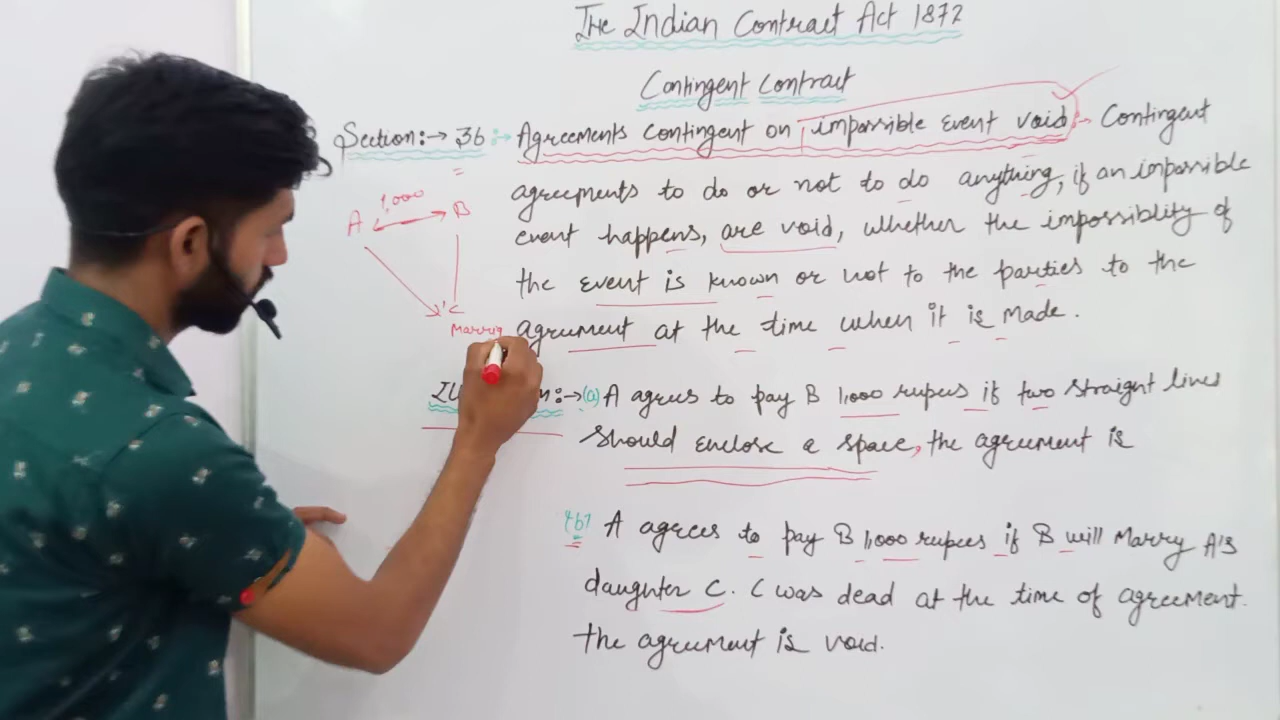 The Indian Contract Act 1872
Contingent Contract
Section:→ 36 :→ Agreements contingent on impossible Event void :- Contingent
agreements to do or not to do anything, if an impossible
event happens, are void, whether the impossiblity of
the event is known or not to the parties to the
agreement at the time when it is made.
1,000
A B
C
Marriag
:→(a) A agrees to pay B 1,000 rupees if two straight lines
should enclose a space, the agreement is
(b) A agrees to pay B 1,000 rupees if B will Marry A's
daughter C. C was dead at the time of agreement.
the agreement is void.